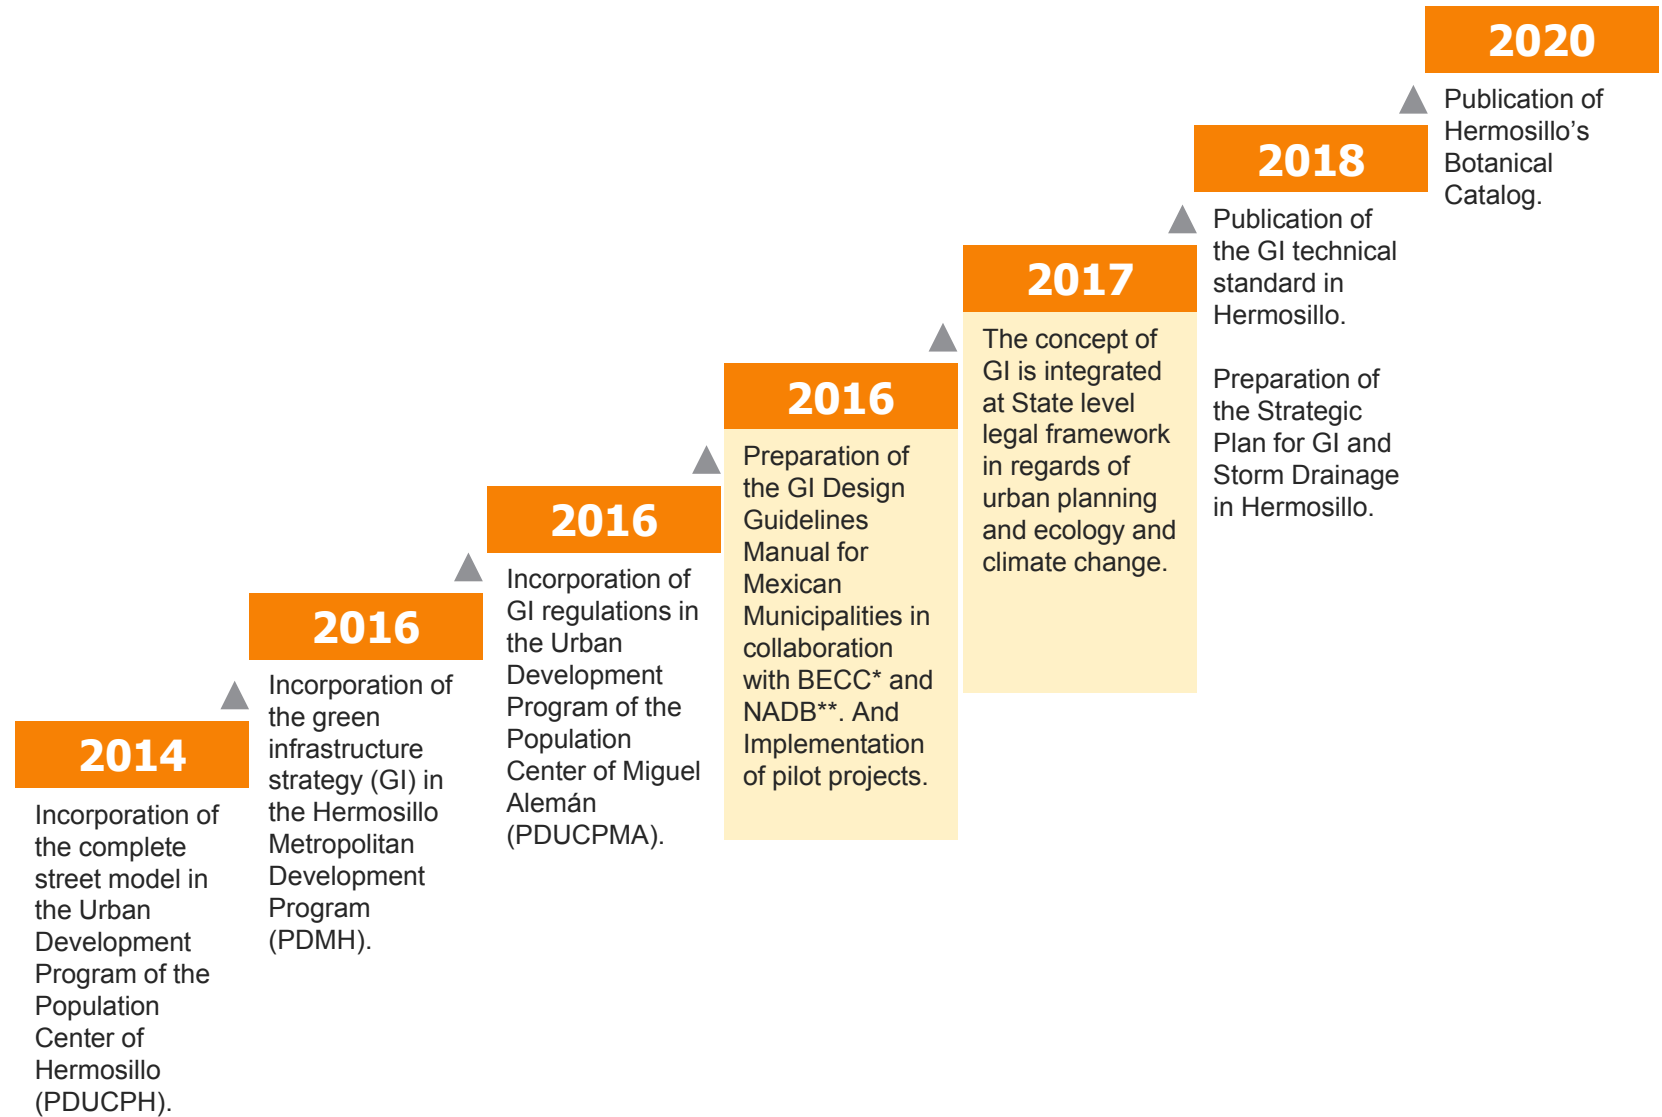 2014
Incorporation of
the complete
street model in
the Urban
Development
Program of the
Population
Center of
Hermosillo
(PDUCPH).
2016
Incorporation of
the green
infrastructure
strategy (GI) in
the Hermosillo
Metropolitan
Development
Program
(PDMH).
2016
Incorporation of
GI regulations in
the Urban
Development
Program of the
Population
Center of Miguel
Alemán
(PDUCPMA).
2016
Preparation of
the GI Design
Guidelines
Manual for
Mexican
Municipalities in
collaboration
with BECC* and
NADB**. And
Implementation
of pilot projects.
2017
The concept of
GI is integrated
at State level
legal framework
in regards of
urban planning
and ecology and
climate change.
2018
Publication of
the GI technical
standard in
Hermosillo.
Preparation of
the Strategic
Plan for GI and
Storm Drainage
in Hermosillo.
2020
Publication of
Hermosillo’s
Botanical
Catalog.